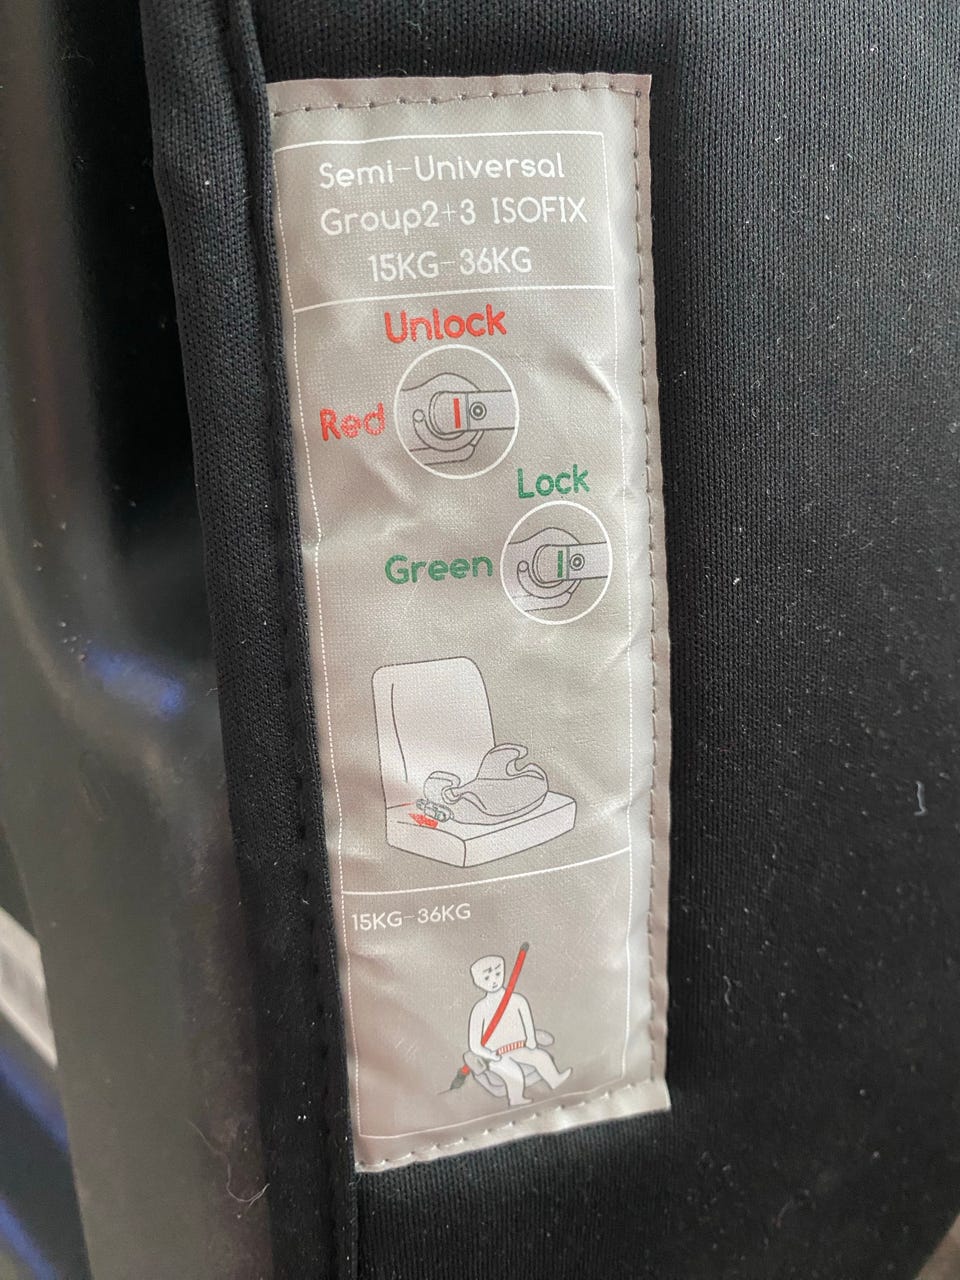 Semi-Universal
Group2+3 ISOFIX
15KG-36KG
Unlock
Red
Lock
Green
15KG-36KG